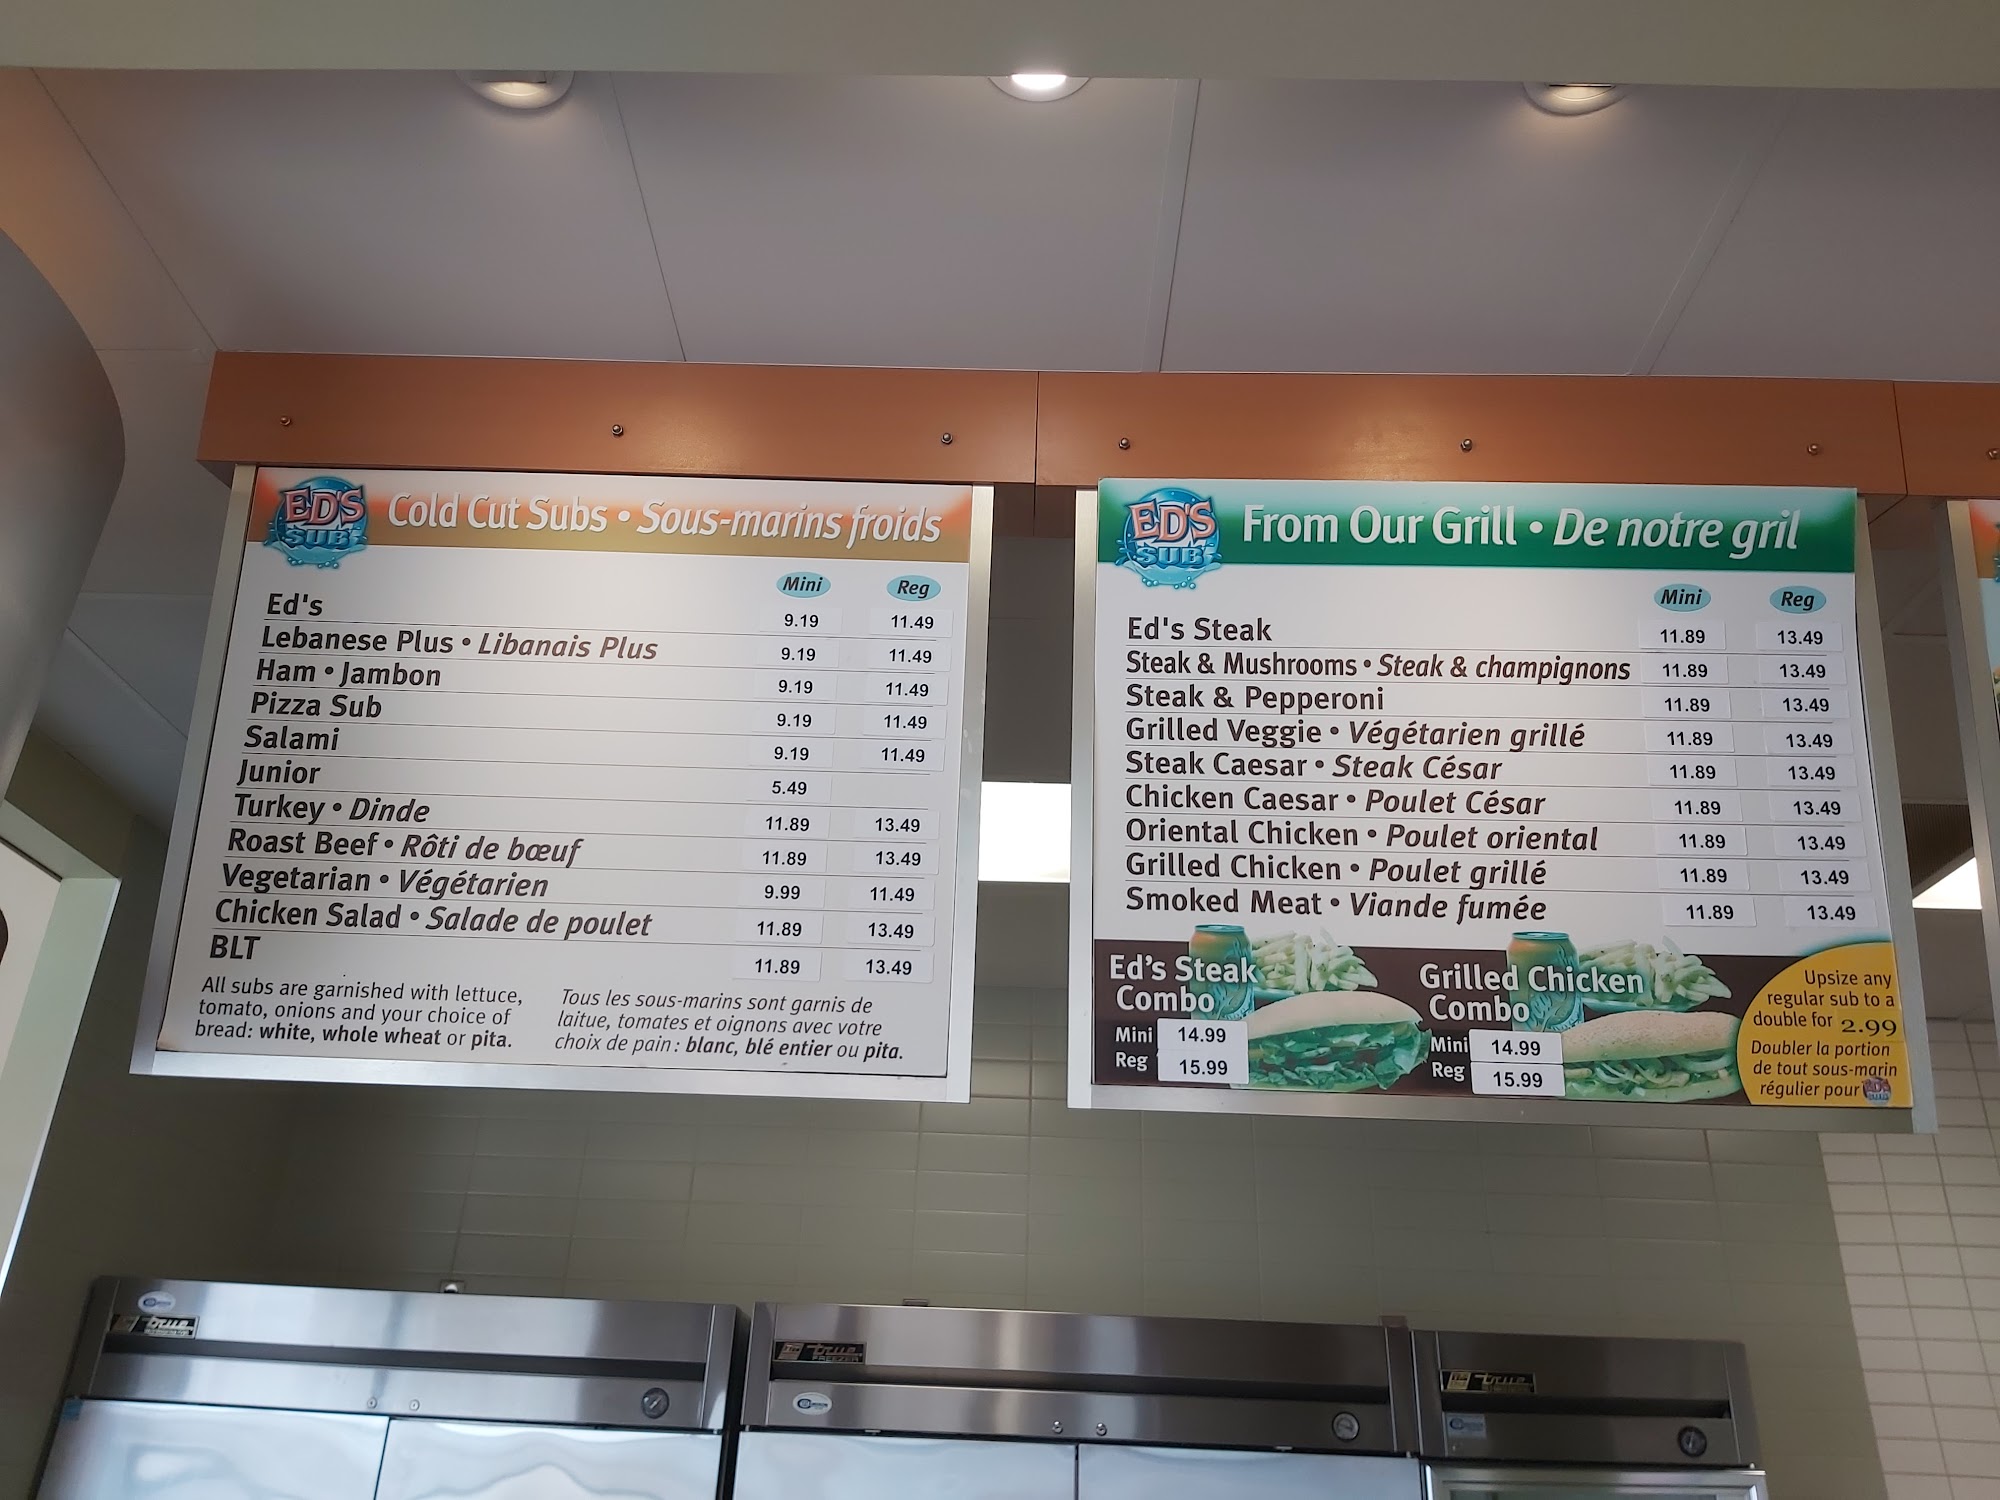 ED'S SUBS Cold Cut Subs • Sous-marins froids
Mini Reg
Ed's 9.19 11.49
Lebanese Plus • Libanais Plus 9.19 11.49
Ham • Jambon 9.19 11.49
Pizza Sub 9.19 11.49
Salami 9.19 11.49
Junior 5.49
Turkey • Dinde 11.89 13.49
Roast Beef • Rôti de bœuf 11.89 13.49
Vegetarian • Végétarien 9.99 11.49
Chicken Salad • Salade de poulet 11.89 13.49
BLT 11.89 13.49
All subs are garnished with lettuce,
tomato, onions and your choice of
bread: white, whole wheat or pita.
Tous les sous-marins sont garnis de
laitue, tomates et oignons avec votre
choix de pain : blanc, blé entier ou pita.
ED'S SUBS From Our Grill • De notre gril
Mini Reg
Ed's Steak 11.89 13.49
Steak & Mushrooms • Steak & champignons 11.89 13.49
Steak & Pepperoni 11.89 13.49
Grilled Veggie • Végétarien grillé 11.89 13.49
Steak Caesar • Steak César 11.89 13.49
Chicken Caesar • Poulet César 11.89 13.49
Oriental Chicken • Poulet oriental 11.89 13.49
Grilled Chicken • Poulet grillé 11.89 13.49
Smoked Meat • Viande fumée 11.89 13.49
Ed's Steak
Combo
Mini 14.99
Reg 15.99
Grilled Chicken
Combo
Mini 14.99
Reg 15.99
Upsize any
regular sub to a
double for 2.99
Doubler la portion
de tout sous-marin
régulier pour
ED'S SUBS
true
true FREEZER
true